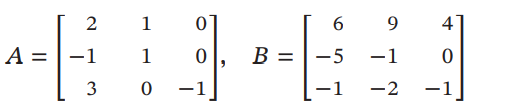 2 1 0 6 9 4
A = −1 1 0 , B = −5 −1 0
3 0 −1 −1 −2 −1